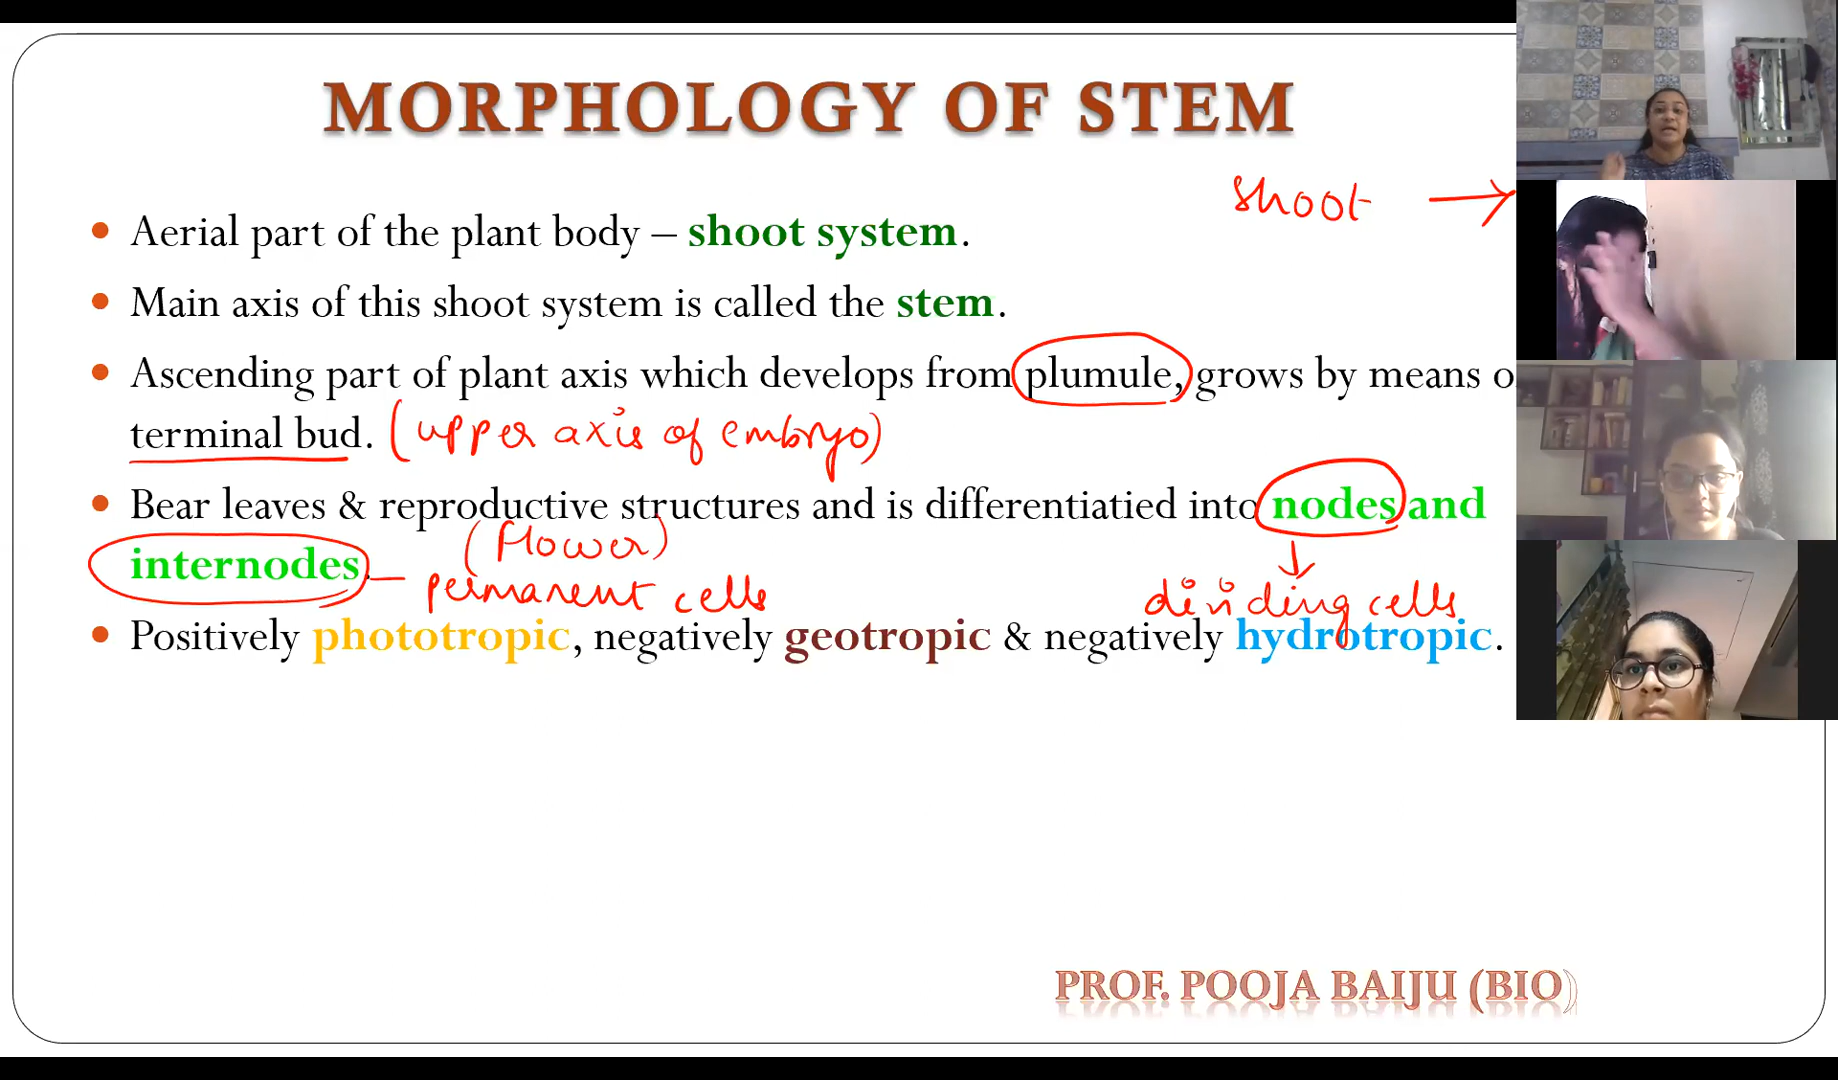 MORPHOLOGY OF STEM
shoot →
• Aerial part of the plant body – shoot system.
• Main axis of this shoot system is called the stem.
• Ascending part of plant axis which develops from plumule, grows by means o
terminal bud. (upper axis of embryo)
• Bear leaves & reproductive structures and is differentiatied into nodes and
(flower)
internodes. – permanent cells
dividing cells
• Positively phototropic, negatively geotropic & negatively hydrotropic.
PROF. POOJA BAIJU (BIO)